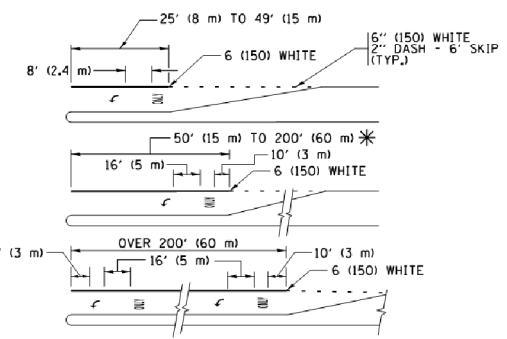 25' (8 m) TO 49' (15 m)
6" (150) WHITE
2" DASH - 6' SKIP
(TYP.)
6 (150) WHITE
8' (2.4 m)
ONLY
50' (15 m) TO 200' (60 m) ✳
16' (5 m)
10' (3 m)
6 (150) WHITE
ONLY
OVER 200' (60 m)
' (3 m)
16' (5 m)
10' (3 m)
6 (150) WHITE
ONLY
ONLY